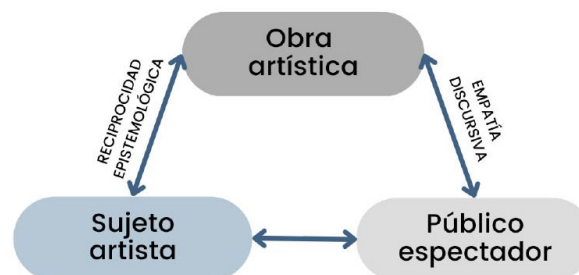 Obra
artística
RECIPROCIDAD
EPISTEMOLÓGICA
EMPATÍA
DISCURSIVA
Sujeto
artista
Público
espectador